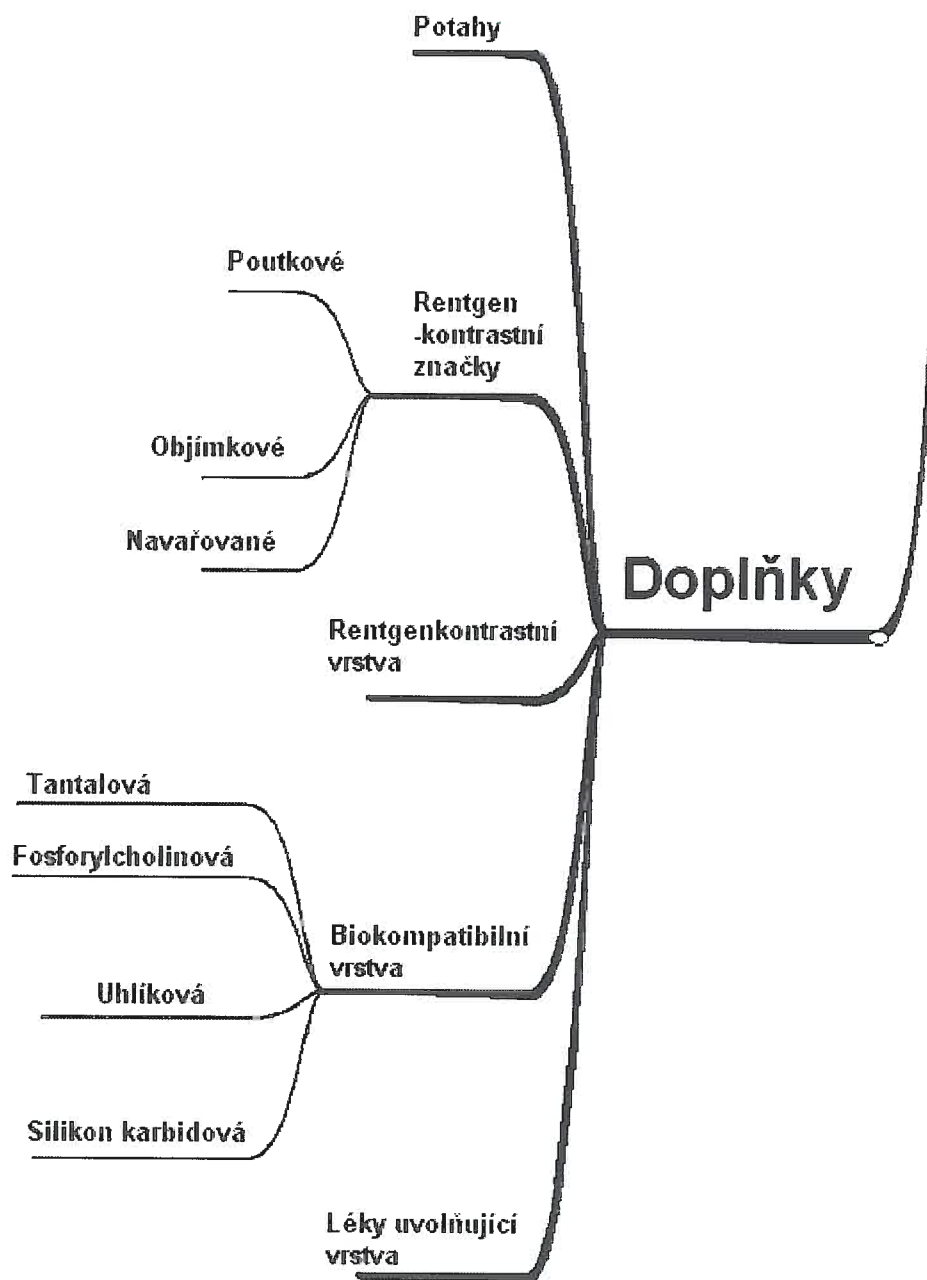 Potahy
Poutkové
Rentgen
-kontrastní
značky
Objímkové
Navařované
Doplňky
Rentgenkontrastní
vrstva
Tantalová
Fosforylcholinová
Biokompatibilní
vrstva
Uhlíková
Silikon karbidová
Léky uvolňující
vrstva